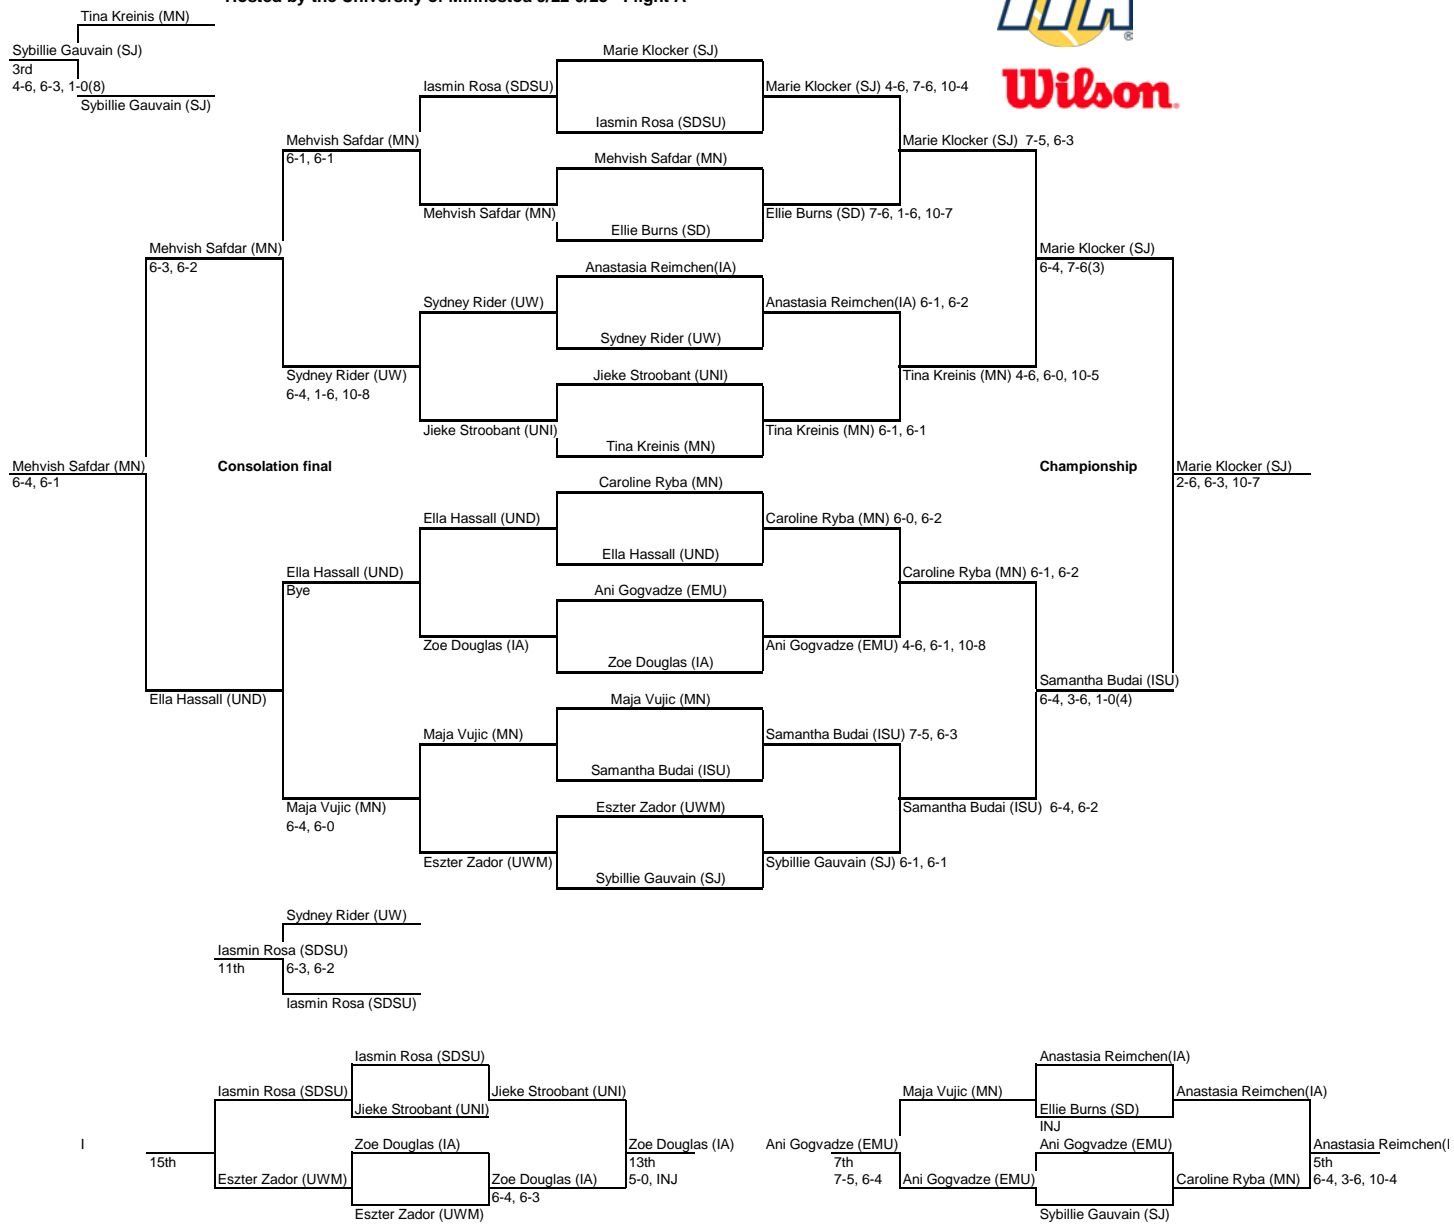 Tina Kreinis (MN)
Sybillie Gauvain (SJ)
3rd
4-6, 6-3, 1-0(8)
Sybillie Gauvain (SJ)
ITA
®
Wilson.
Marie Klocker (SJ)
Iasmin Rosa (SDSU)
Marie Klocker (SJ) 4-6, 7-6, 10-4
Iasmin Rosa (SDSU)
Mehvish Safdar (MN)
6-1, 6-1
Marie Klocker (SJ) 7-5, 6-3
Mehvish Safdar (MN)
Mehvish Safdar (MN)
Ellie Burns (SD) 7-6, 1-6, 10-7
Ellie Burns (SD)
Mehvish Safdar (MN)
6-3, 6-2
Marie Klocker (SJ)
6-4, 7-6(3)
Anastasia Reimchen(IA)
Sydney Rider (UW)
Anastasia Reimchen(IA) 6-1, 6-2
Sydney Rider (UW)
Sydney Rider (UW)
6-4, 1-6, 10-8
Jieke Stroobant (UNI)
Tina Kreinis (MN) 4-6, 6-0, 10-5
Jieke Stroobant (UNI)
Tina Kreinis (MN) 6-1, 6-1
Tina Kreinis (MN)
Mehvish Safdar (MN)
6-4, 6-1
Consolation final
Championship
Marie Klocker (SJ)
2-6, 6-3, 10-7
Caroline Ryba (MN)
Ella Hassall (UND)
Caroline Ryba (MN) 6-0, 6-2
Ella Hassall (UND)
Ella Hassall (UND)
Bye
Caroline Ryba (MN) 6-1, 6-2
Ani Gogvadze (EMU)
Zoe Douglas (IA)
Ani Gogvadze (EMU) 4-6, 6-1, 10-8
Zoe Douglas (IA)
Ella Hassall (UND)
Samantha Budai (ISU)
6-4, 3-6, 1-0(4)
Maja Vujic (MN)
Maja Vujic (MN)
Samantha Budai (ISU) 7-5, 6-3
Samantha Budai (ISU)
Maja Vujic (MN)
6-4, 6-0
Eszter Zador (UWM)
Samantha Budai (ISU) 6-4, 6-2
Eszter Zador (UWM)
Sybillie Gauvain (SJ) 6-1, 6-1
Sybillie Gauvain (SJ)
Sydney Rider (UW)
Iasmin Rosa (SDSU)
11th
6-3, 6-2
Iasmin Rosa (SDSU)
Iasmin Rosa (SDSU)
Iasmin Rosa (SDSU)
Jieke Stroobant (UNI)
Jieke Stroobant (UNI)
I
15th
Zoe Douglas (IA)
Zoe Douglas (IA)
13th
5-0, INJ
Eszter Zador (UWM)
Zoe Douglas (IA)
6-4, 6-3
Eszter Zador (UWM)
Anastasia Reimchen(IA)
Maja Vujic (MN)
Anastasia Reimchen(IA)
Ellie Burns (SD)
INJ
Ani Gogvadze (EMU)
7th
7-5, 6-4
Ani Gogvadze (EMU)
Anastasia Reimchen(I
5th
6-4, 3-6, 10-4
Ani Gogvadze (EMU)
Caroline Ryba (MN)
Sybillie Gauvain (SJ)